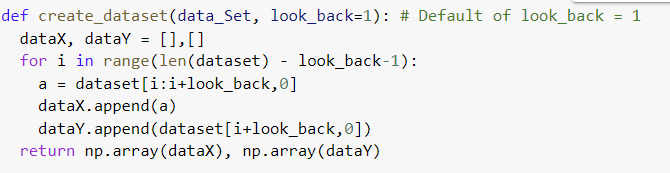 def create_dataset(data_Set, look_back=1): # Default of look_back = 1
  dataX, dataY = [],[]
  for i in range(len(dataset) - look_back-1):
    a = dataset[i:i+look_back,0]
    dataX.append(a)
    dataY.append(dataset[i+look_back,0])
  return np.array(dataX), np.array(dataY)